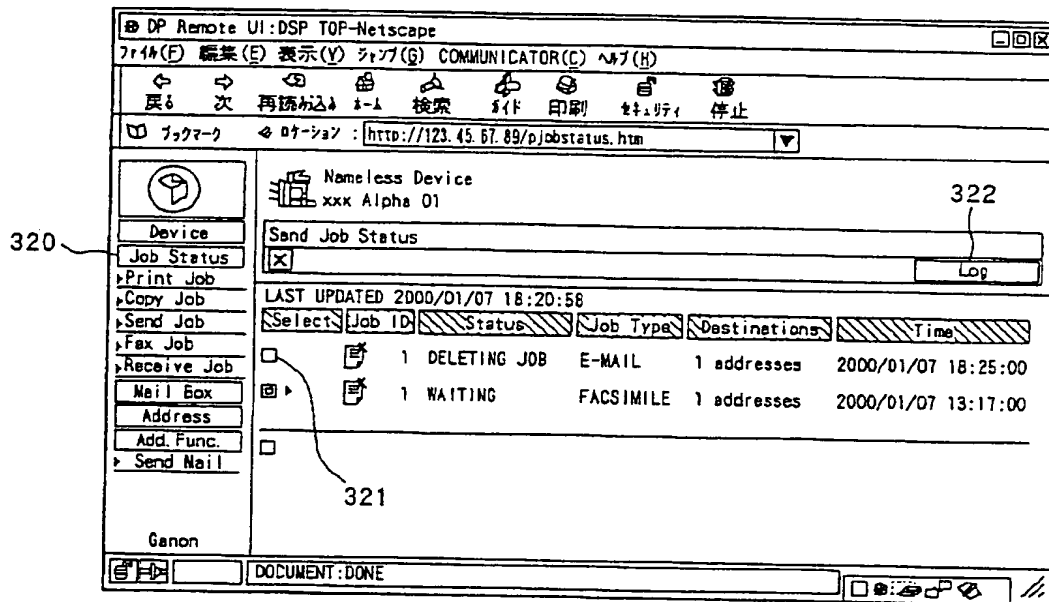 DP Remote UI:DSP TOP-Netscape
ファイル(F) 編集(E) 表示(V) ジャンプ(G) COMMUNICATOR(C) ヘルプ(H)
戻る 次 再読み込み ホーム 検索 ガイド 印刷 セキュリティ 停止
ブックマーク ロケーション : http://123.45.67.89/pjobstatus.htm
Nameless Device
xxx Alpha 01
322
320
Device
Send Job Status
Job Status
Log
Print Job
Copy Job
LAST UPDATED 2000/01/07 18:20:58
Send Job
Select Job ID Status Job Type Destinations Time
Fax Job
Receive Job
1 DELETING JOB E-MAIL 1 addresses 2000/01/07 18:25:00
Mail Box
1 WAITING FACSIMILE 1 addresses 2000/01/07 13:17:00
Address
Add. Func.
Send Mail
321
Ganon
DOCUMENT:DONE